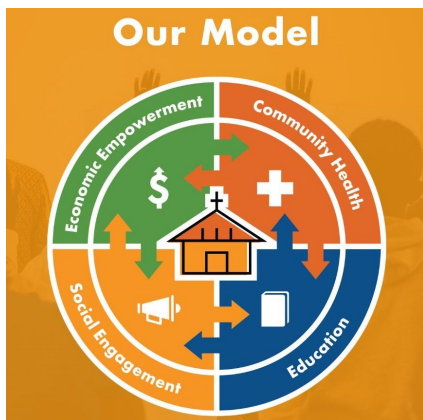 Our Model
Economic Empowerment
Community Health
Social Engagement
Education
$